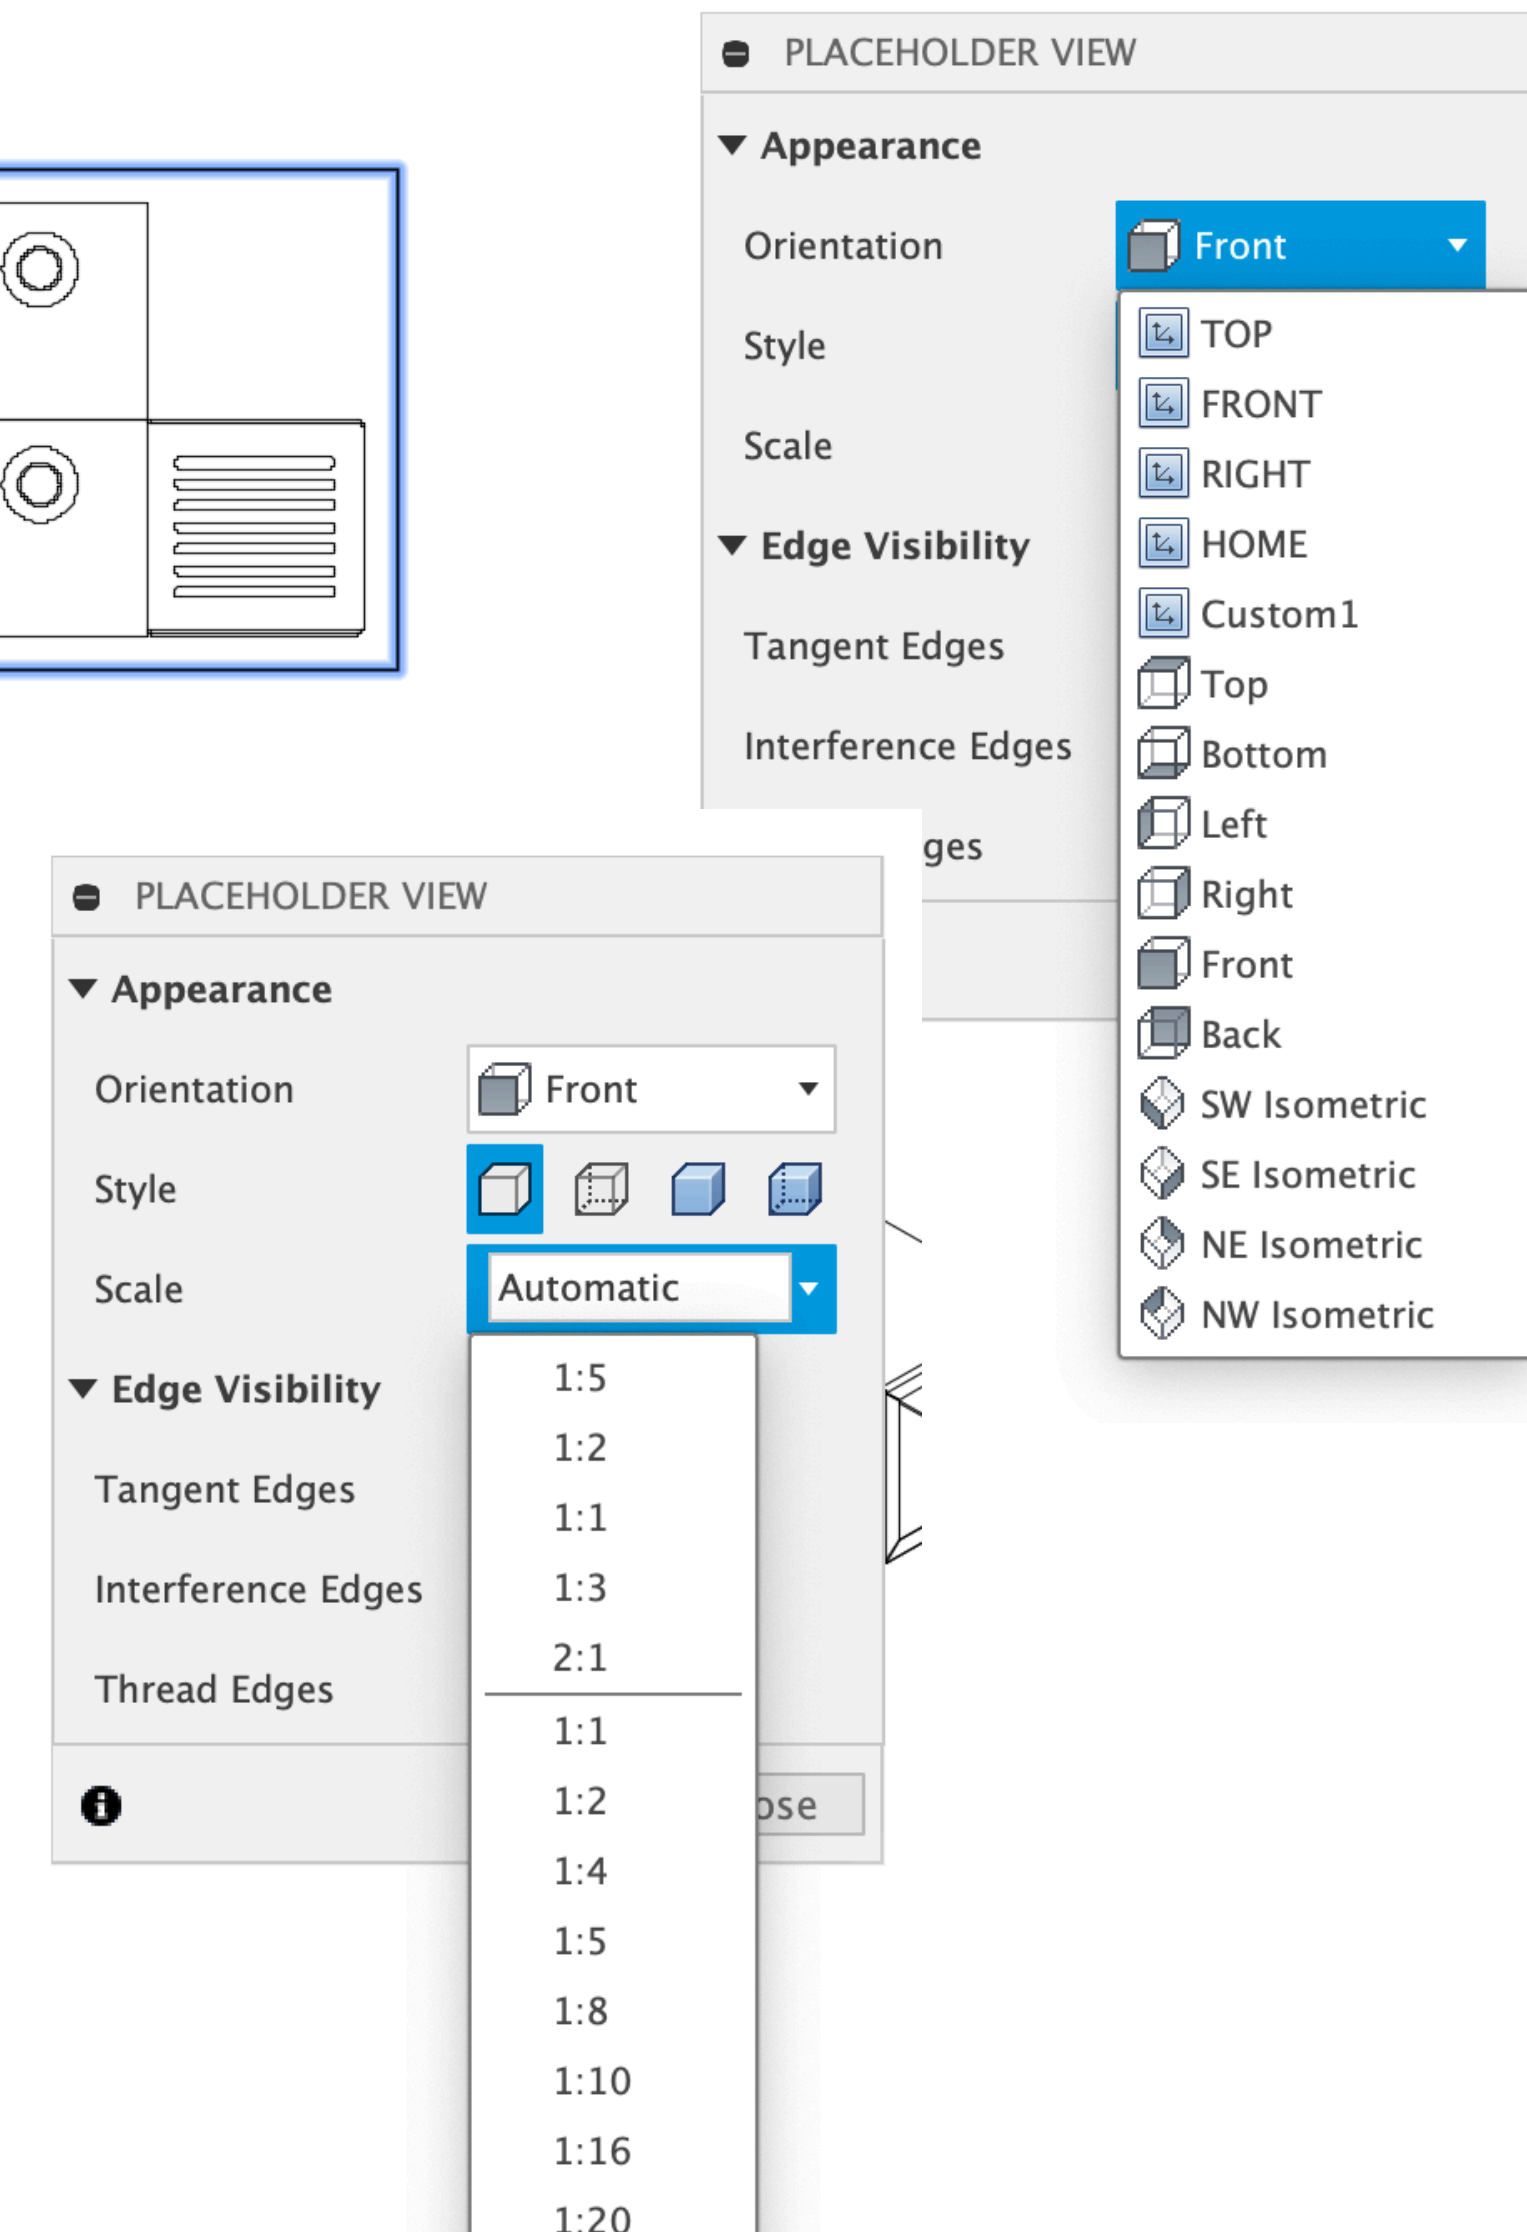 PLACEHOLDER VIEW
Appearance
Orientation
Front
Style
Scale
Edge Visibility
Tangent Edges
Interference Edges
ges
TOP
FRONT
RIGHT
HOME
Custom1
Top
Bottom
Left
Right
Front
Back
SW Isometric
SE Isometric
NE Isometric
NW Isometric
PLACEHOLDER VIEW
Appearance
Orientation
Front
Style
Scale
Automatic
Edge Visibility
Tangent Edges
Interference Edges
Thread Edges
1:5
1:2
1:1
1:3
2:1
1:1
1:2
1:4
1:5
1:8
1:10
1:16
1:20
ose